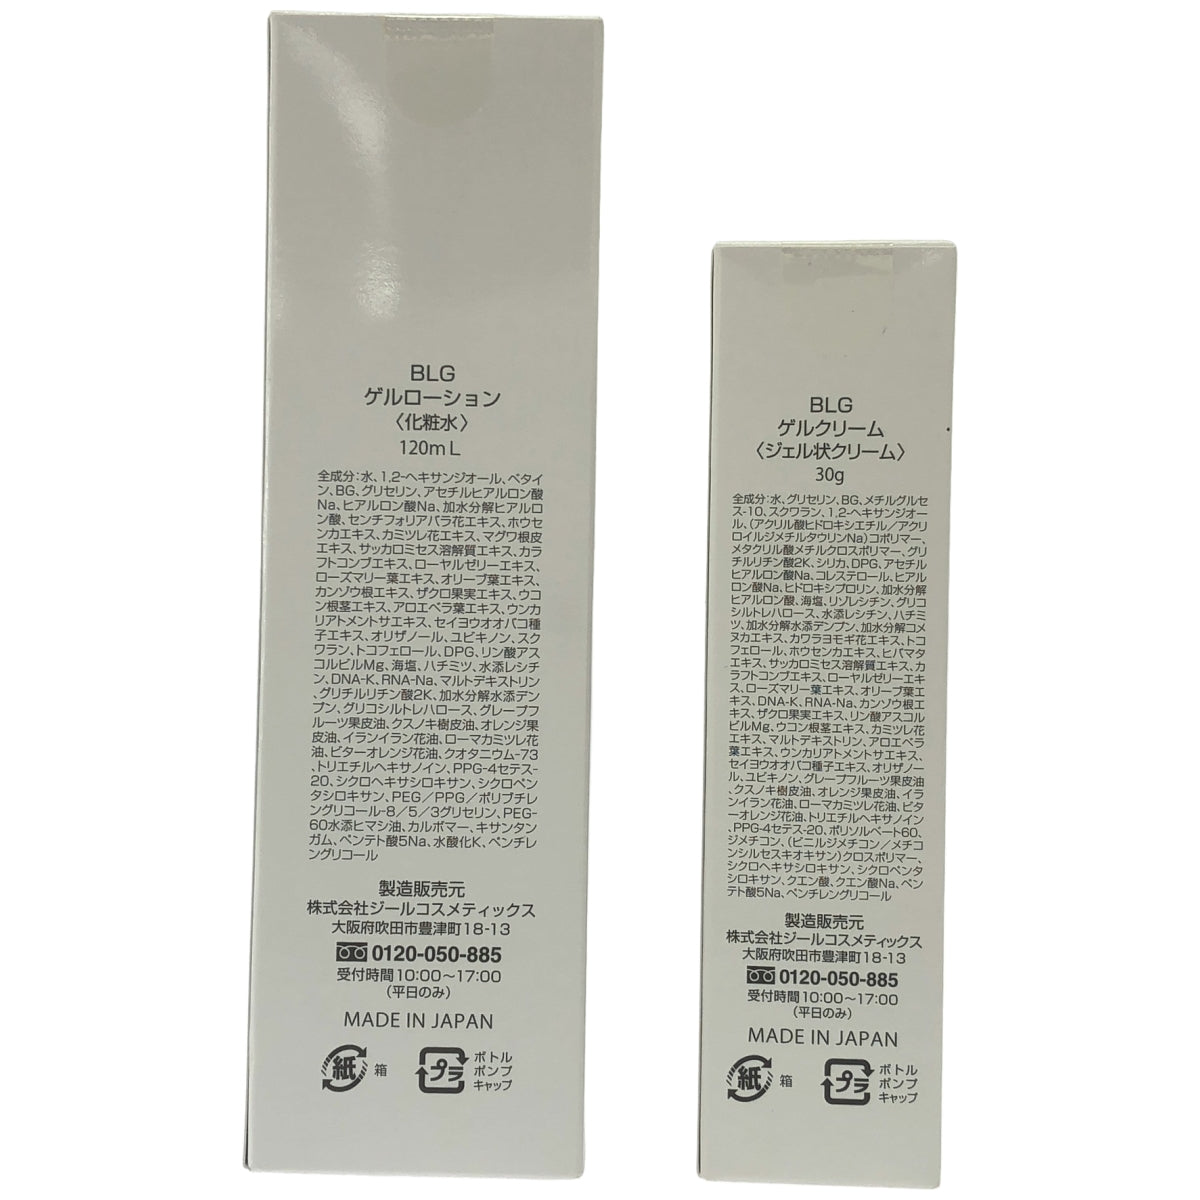 BLG
ゲルローション
〈化粧水〉
120mL
全成分:水、1,2-ヘキサンジオール、ベタイ
ン、BG、グリセリン、アセチルヒアルロン酸
Na、ヒアルロン酸Na、加水分解ヒアルロ
ン酸、センチフォリアバラ花エキス、ホウセ
ンカエキス、カミツレ花エキス、マグワ根皮
エキス、サッカロミセス溶解質エキス、カラ
フトコンブエキス、ローヤルゼリーエキス、
ローズマリー葉エキス、オリーブ葉エキス、
カンゾウ根エキス、ザクロ果実エキス、ウコ
ン根茎エキス、アロエベラ葉エキス、ウンカ
リアトメントサエキス、セイヨウオオバコ種
子エキス、オリザノール、ユビキノン、スク
ワラン、トコフェロール、DPG、リン酸アス
コルビルMg、海塩、ハチミツ、水添レシチ
ン、DNA-K、RNA-Na、マルトデキストリン
、グリチルリチン酸2K、加水分解水添デン
プン、グリコシルトレハロース、グレープフ
ルーツ果皮油、クスノキ樹皮油、オレンジ果
皮油、イランイラン花油、ローマカミツレ花
油、ビターオレンジ花油、クオタニウム-73
、トリエチルヘキサノイン、PPG-4セテス-
20、シクロヘキサシロキサン、シクロペン
タシロキサン、PEG/PPG/ポリブチレ
ングリコール-8/5/3グリセリン、PEG-
60水添ヒマシ油、カルボマー、キサンタン
ガム、ペンテト酸5Na、水酸化K、ペンチレ
ングリコール
製造販売元
株式会社ジールコスメティックス
大阪府吹田市豊津町18-13
0120-050-885
受付時間10:00～17:00
(平日のみ)
MADE IN JAPAN
紙 箱
プラ ボトル
ポンプ
キャップ
BLG
ゲルクリーム
〈ジェル状クリーム〉
30g
全成分:水、グリセリン、BG、メチルグルセ
ス-10、スクワラン、1,2-ヘキサンジオー
ル、(アクリル酸ヒドロキシエチル/アクリ
ロイルジメチルタウリンNa)コポリマー、
メタクリル酸メチルクロスポリマー、グリ
チルリチン酸2K、シリカ、DPG、アセチル
ヒアルロン酸Na、コレステロール、ヒアル
ロン酸Na、ヒドロキシプロリン、加水分解
ヒアルロン酸、海塩、リゾレシチン、グリコ
シルトレハロース、水添レシチン、ハチミ
ツ、加水分解水添デンプン、加水分解コメ
ヌカエキス、カワラヨモギ花エキス、トコ
フェロール、ホウセンカエキス、ヒバマタ
エキス、サッカロミセス溶解質エキス、カ
ラフトコンブエキス、ローヤルゼリーエキ
ス、ローズマリー葉エキス、オリーブ葉エ
キス、DNA-K、RNA-Na、カンゾウ根エ
キス、ザクロ果実エキス、リン酸アスコル
ビルMg、ウコン根茎エキス、カミツレ花
エキス、マルトデキストリン、アロエベラ
葉エキス、ウンカリアトメントサエキス、
セイヨウオオバコ種子エキス、オリザノー
ル、ユビキノン、グレープフルーツ果皮油
、クスノキ樹皮油、オレンジ果皮油、イラ
ンイラン花油、ローマカミツレ花油、ビタ
ーオレンジ花油、トリエチルヘキサノイン
、PPG-4セテス-20、ポリソルベート60、
ジメチコン、(ビニルジメチコン/メチコ
ンシルセスキオキサン)クロスポリマー、
シクロヘキサシロキサン、シクロペンタ
シロキサン、クエン酸、クエン酸Na、ペン
テト酸5Na、ペンチレングリコール
製造販売元
株式会社ジールコスメティックス
大阪府吹田市豊津町18-13
0120-050-885
受付時間10:00～17:00
(平日のみ)
MADE IN JAPAN
紙 箱
プラ ボトル
ポンプ
キャップ